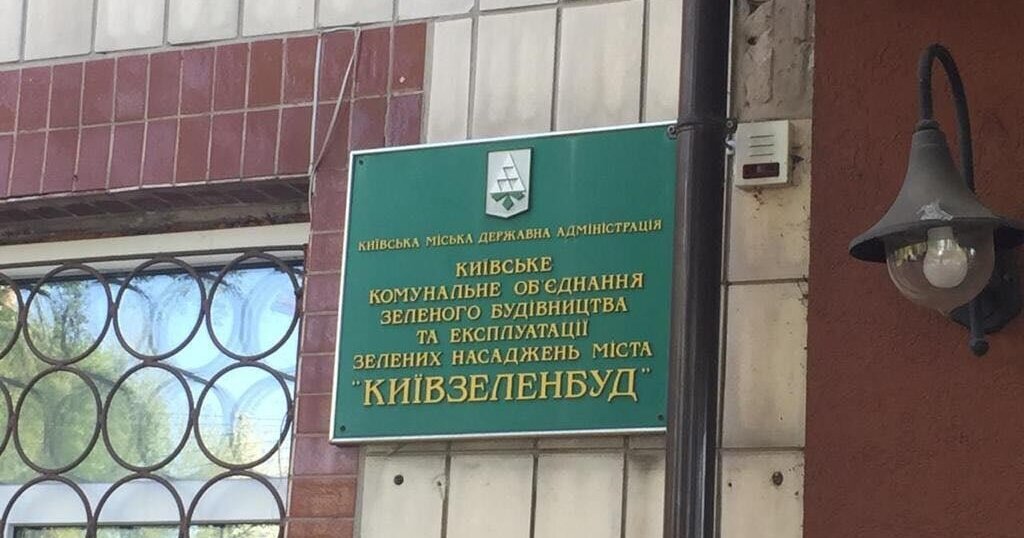 КИЇВСЬКА МІСЬКА ДЕРЖАВНА АДМІНІСТРАЦІЯ
КИЇВСЬКЕ
КОМУНАЛЬНЕ ОБ'ЄДНАННЯ
ЗЕЛЕНОГО БУДІВНИЦТВА
ТА ЕКСПЛУАТАЦІЇ
ЗЕЛЕНИХ НАСАДЖЕНЬ МІСТА
"КИЇВЗЕЛЕНБУД"